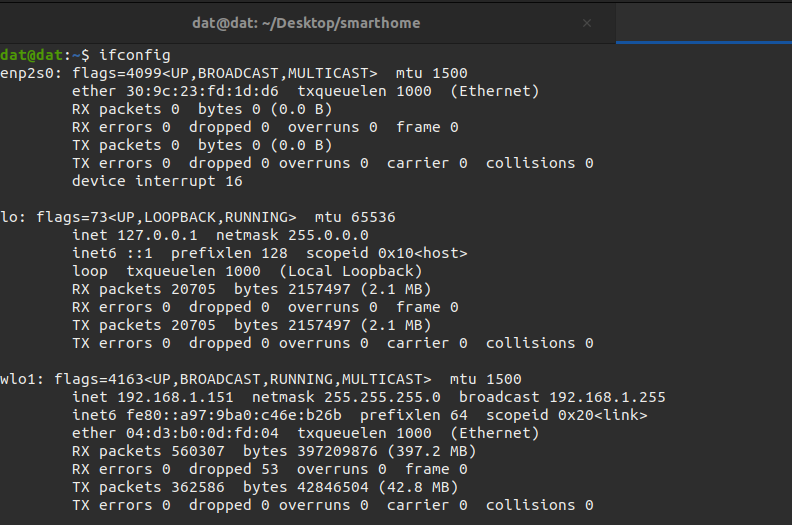 dat@dat: ~/Desktop/smarthome ×
dat@dat:~$ ifconfig
enp2s0: flags=4099<UP,BROADCAST,MULTICAST>  mtu 1500
        ether 30:9c:23:fd:1d:d6  txqueuelen 1000  (Ethernet)
        RX packets 0  bytes 0 (0.0 B)
        RX errors 0  dropped 0  overruns 0  frame 0
        TX packets 0  bytes 0 (0.0 B)
        TX errors 0  dropped 0 overruns 0  carrier 0  collisions 0
        device interrupt 16
lo: flags=73<UP,LOOPBACK,RUNNING>  mtu 65536
        inet 127.0.0.1  netmask 255.0.0.0
        inet6 ::1  prefixlen 128  scopeid 0x10<host>
        loop  txqueuelen 1000  (Local Loopback)
        RX packets 20705  bytes 2157497 (2.1 MB)
        RX errors 0  dropped 0  overruns 0  frame 0
        TX packets 20705  bytes 2157497 (2.1 MB)
        TX errors 0  dropped 0 overruns 0  carrier 0  collisions 0
wlo1: flags=4163<UP,BROADCAST,RUNNING,MULTICAST>  mtu 1500
        inet 192.168.1.151  netmask 255.255.255.0  broadcast 192.168.1.255
        inet6 fe80::a97:9ba0:c46e:b26b  prefixlen 64  scopeid 0x20<link>
        ether 04:d3:b0:0d:fd:04  txqueuelen 1000  (Ethernet)
        RX packets 560307  bytes 397209876 (397.2 MB)
        RX errors 0  dropped 53  overruns 0  frame 0
        TX packets 362586  bytes 42846504 (42.8 MB)
        TX errors 0  dropped 0 overruns 0  carrier 0  collisions 0